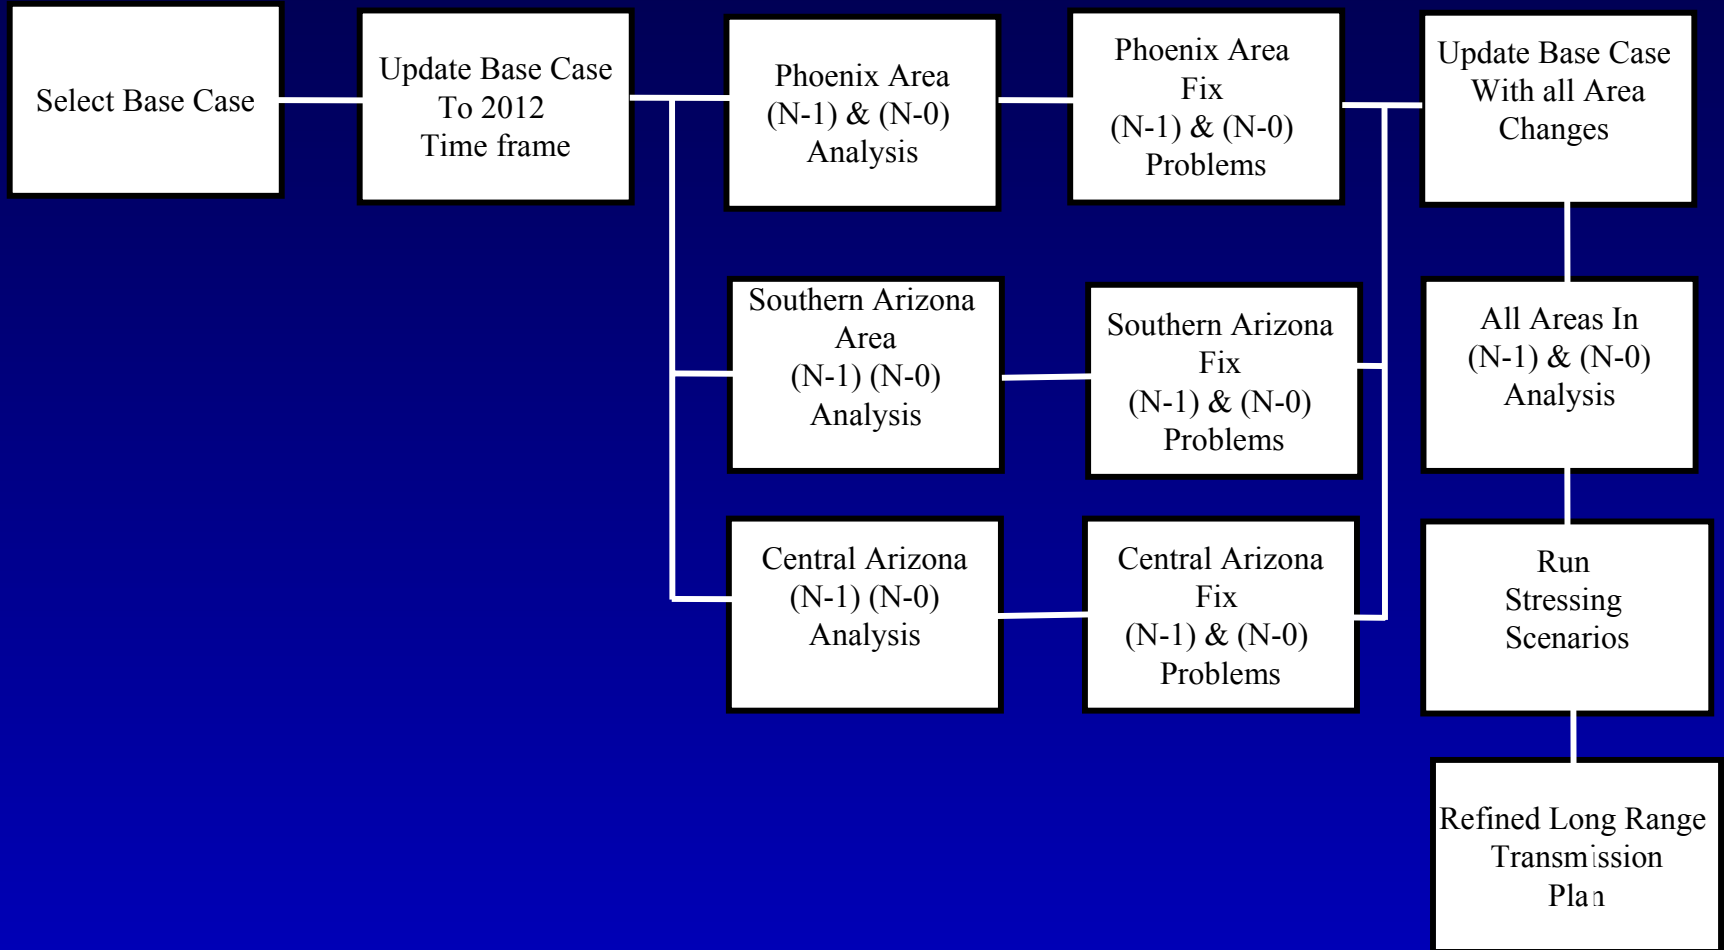 Select Base Case
Update Base Case
To 2012
Time frame
Phoenix Area
(N-1) & (N-0)
Analysis
Phoenix Area
Fix
(N-1) & (N-0)
Problems
Update Base Case
With all Area
Changes
Southern Arizona
Area
(N-1) (N-0)
Analysis
Southern Arizona
Fix
(N-1) & (N-0)
Problems
All Areas In
(N-1) & (N-0)
Analysis
Central Arizona
(N-1) (N-0)
Analysis
Central Arizona
Fix
(N-1) & (N-0)
Problems
Run
Stressing
Scenarios
Refined Long Range
Transmission
Plan